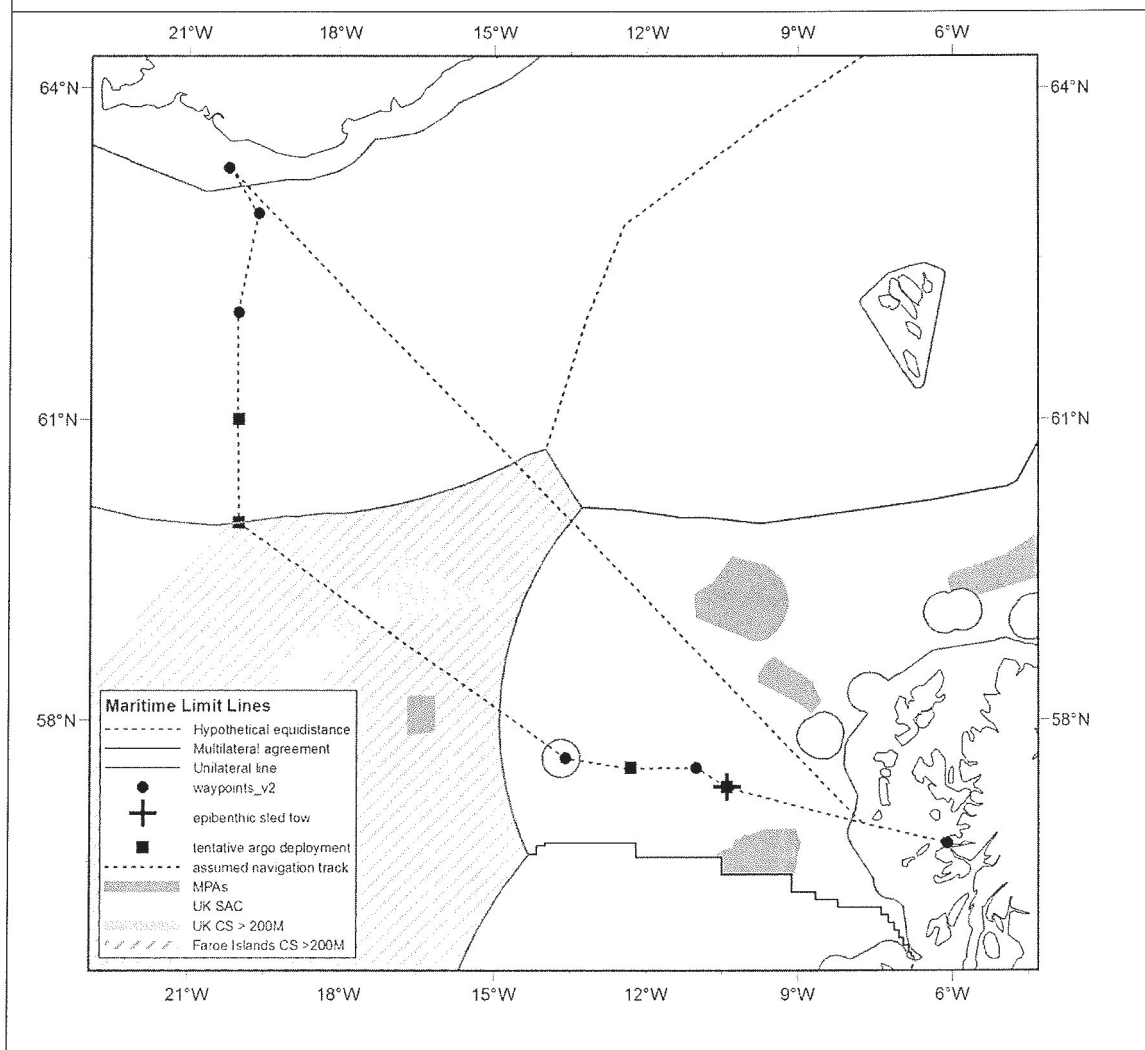 21°W 18°W 15°W 12°W 9°W 6°W
64°N 64°N
61°N 61°N
58°N 58°N
Maritime Limit Lines
Hypothetical equidistance
Multilateral agreement
Unilateral line
waypoints_v2
epibenthic sled tow
tentative argo deployment
assumed navigation track
MPAs
UK SAC
UK CS > 200M
Faroe Islands CS >200M
21°W 18°W 15°W 12°W 9°W 6°W